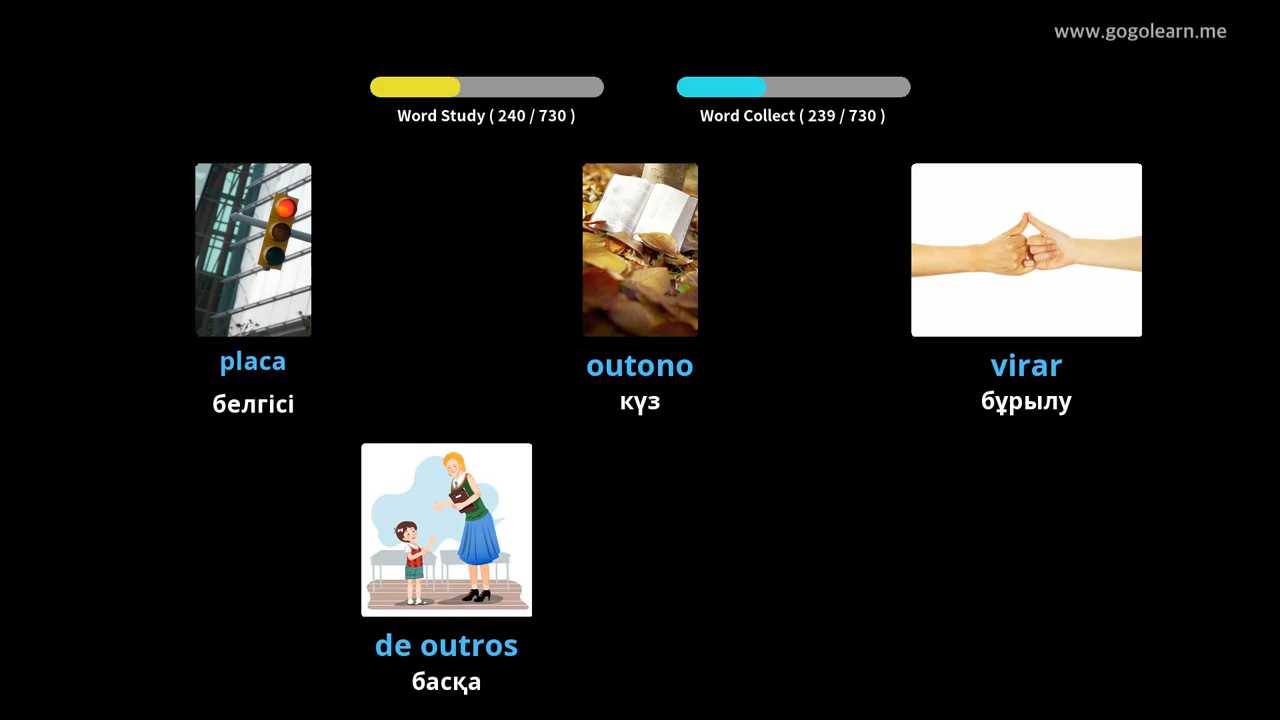 www.gogolearn.me
Word Study ( 240 / 730 )
Word Collect ( 239 / 730 )
placa
белгісі
outono
күз
virar
бұрылу
de outros
басқа